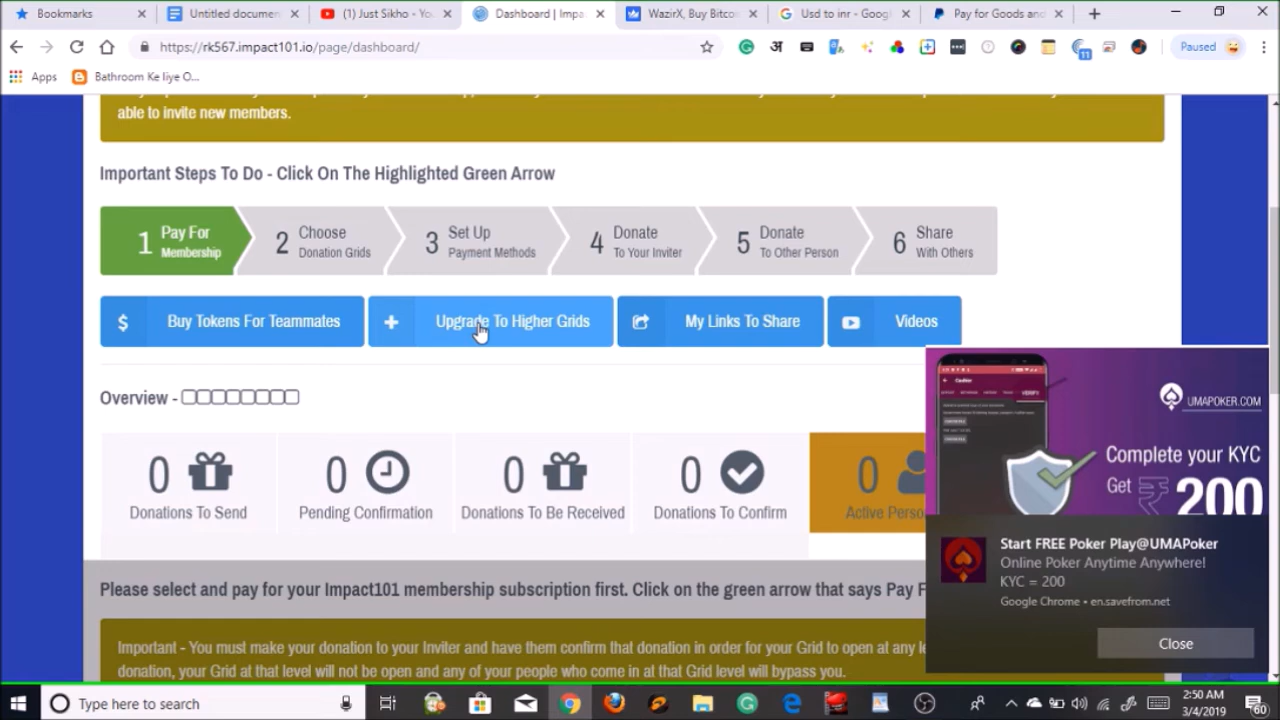 Bookmarks
Untitled documen
(1) Just Sikho - Yo
Dashboard | Impa
WazirX, Buy Bitco
Usd to inr - Goog
Pay for Goods and
https://rk567.impact101.io/page/dashboard/
अ
11
Paused
Apps
Bathroom Ke liye O...
able to invite new members.
Important Steps To Do - Click On The Highlighted Green Arrow
1 Pay For Membership
2 Choose Donation Grids
3 Set Up Payment Methods
4 Donate To Your Inviter
5 Donate To Other Person
6 Share With Others
$ Buy Tokens For Teammates
Upgrade To Higher Grids
My Links To Share
Videos
Overview -
0 Donations To Send
0 Pending Confirmation
0 Donations To Be Received
0 Donations To Confirm
0 Active Perso
Please select and pay for your Impact101 membership subscription first. Click on the green arrow that says Pay F
Important - You must make your donation to your Inviter and have them confirm that donation in order for your Grid to open at any le
donation, your Grid at that level will not be open and any of your people who come in at that Grid level will bypass you.
Cashier
VERIFY
UMAPOKER.COM
Complete your KYC
Get ₹ 200
Start FREE Poker Play@UMAPoker
Online Poker Anytime Anywhere!
KYC = 200
Google Chrome • en.savefrom.net
Close
Type here to search
2:50 AM
3/4/2019
60